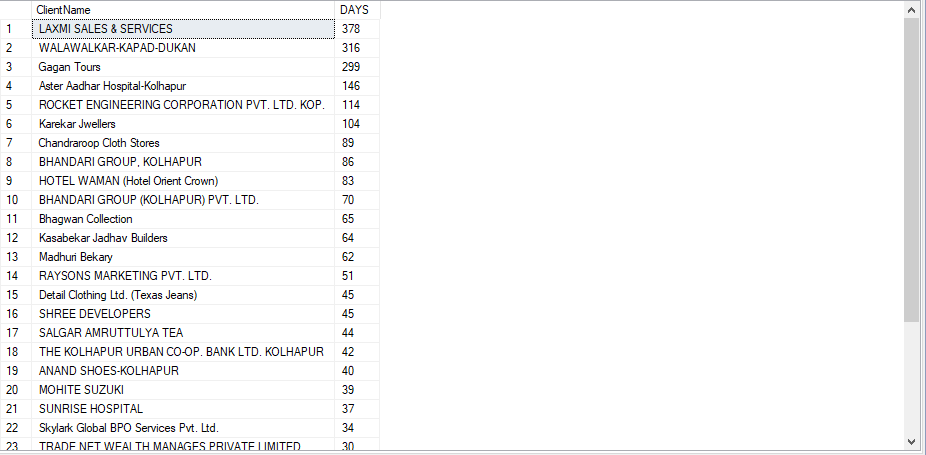 ClientName DAYS
1 LAXMI SALES & SERVICES 378
2 WALAWALKAR-KAPAD-DUKAN 316
3 Gagan Tours 299
4 Aster Aadhar Hospital-Kolhapur 146
5 ROCKET ENGINEERING CORPORATION PVT. LTD. KOP. 114
6 Karekar Jwellers 104
7 Chandraroop Cloth Stores 89
8 BHANDARI GROUP, KOLHAPUR 86
9 HOTEL WAMAN (Hotel Orient Crown) 83
10 BHANDARI GROUP (KOLHAPUR) PVT. LTD. 70
11 Bhagwan Collection 65
12 Kasabekar Jadhav Builders 64
13 Madhuri Bekary 62
14 RAYSONS MARKETING PVT. LTD. 51
15 Detail Clothing Ltd. (Texas Jeans) 45
16 SHREE DEVELOPERS 45
17 SALGAR AMRUTTULYA TEA 44
18 THE KOLHAPUR URBAN CO-OP. BANK LTD. KOLHAPUR 42
19 ANAND SHOES-KOLHAPUR 40
20 MOHITE SUZUKI 39
21 SUNRISE HOSPITAL 37
22 Skylark Global BPO Services Pvt. Ltd. 34
23 TRADE NET WEALTH MANAGES PRIVATE LIMITED 30